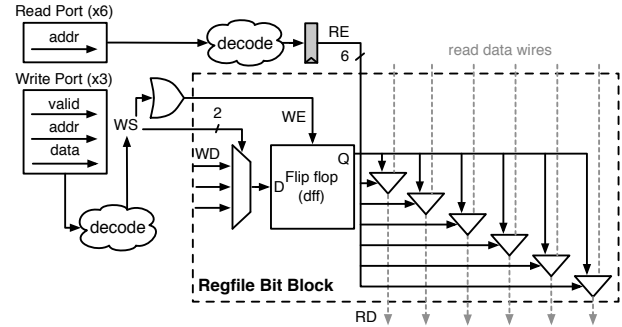 Read Port (x6)
addr
decode
RE
6
read data wires
Write Port (x3)
valid
addr
data
WS
2
WE
WD
Q
D
Flip flop
(dff)
decode
Regfile Bit Block
RD